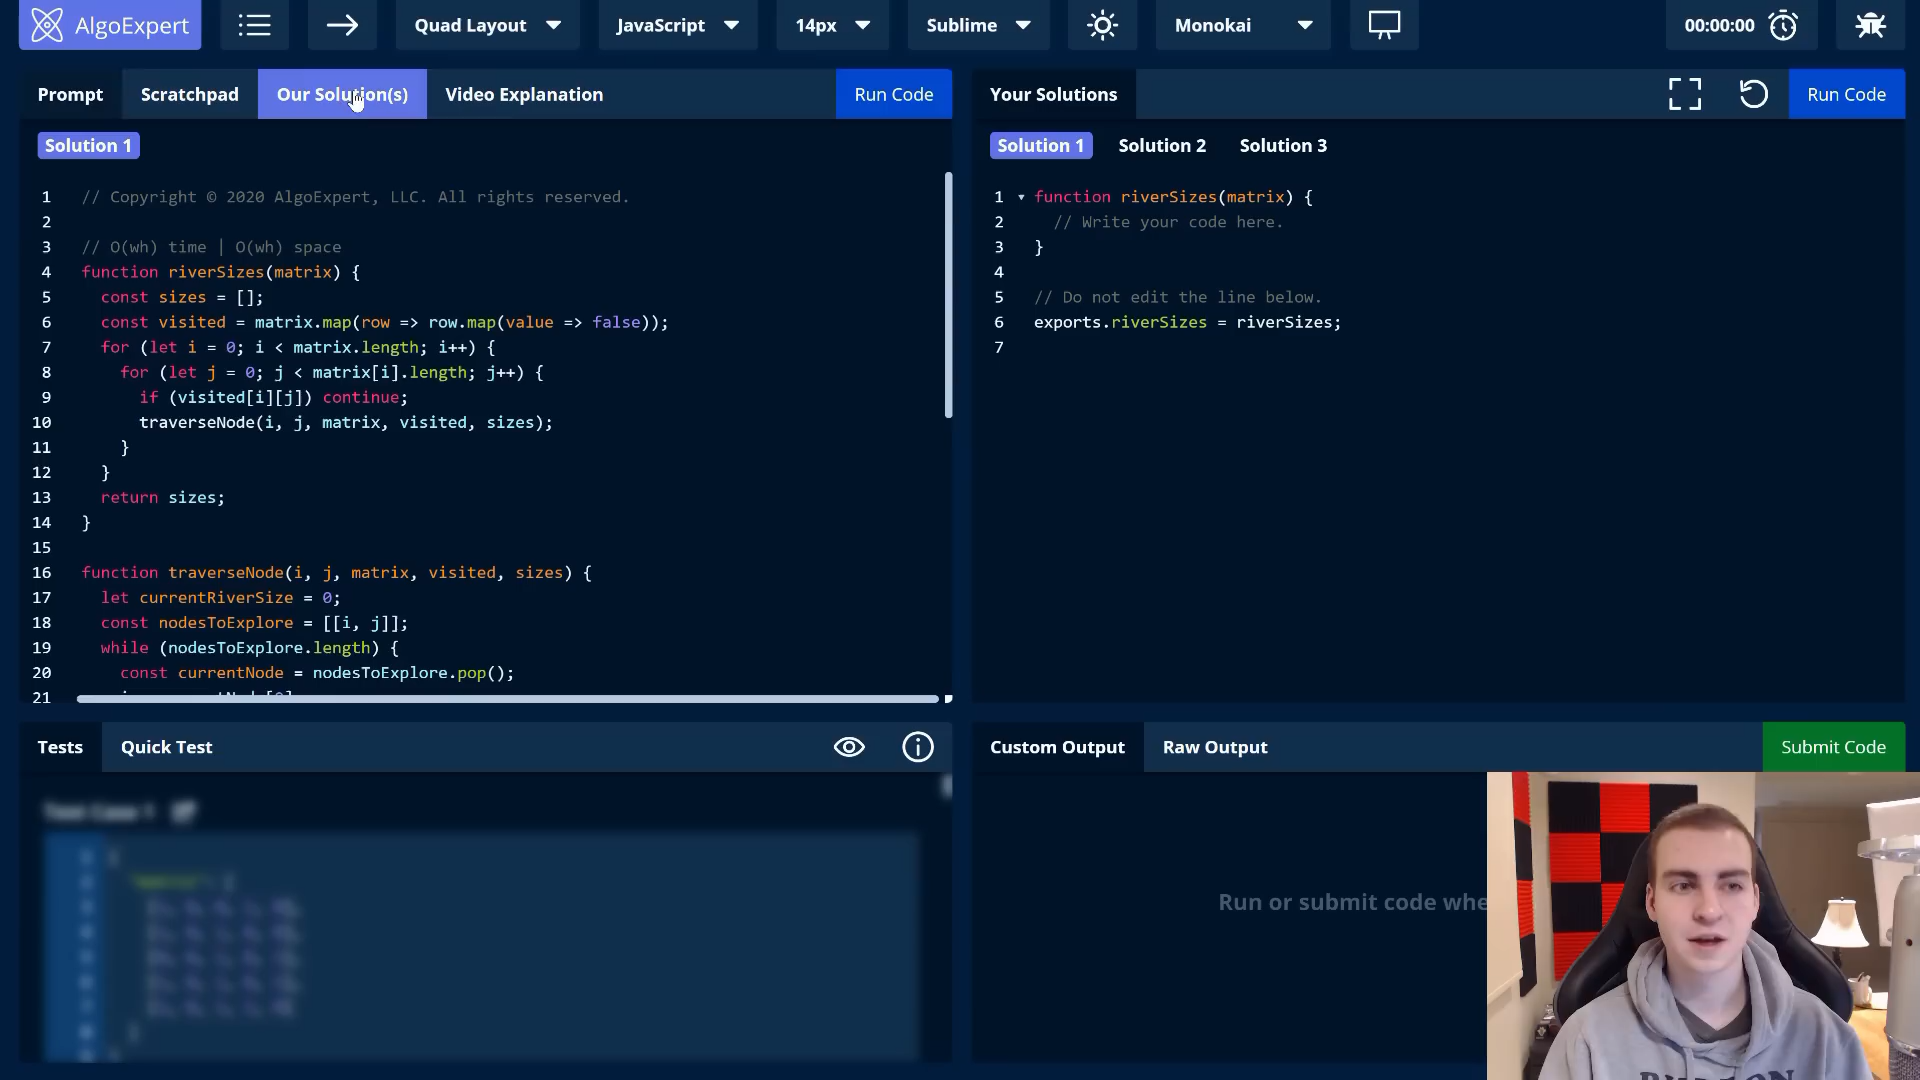 AlgoExpert
Quad Layout
JavaScript
14px
Sublime
Monokai
00:00:00
Prompt
Scratchpad
Our Solution(s)
Video Explanation
Run Code
Solution 1
1 // Copyright © 2020 AlgoExpert, LLC. All rights reserved.
2
3 // O(wh) time | O(wh) space
4 function riverSizes(matrix) {
5 const sizes = [];
6 const visited = matrix.map(row => row.map(value => false));
7 for (let i = 0; i < matrix.length; i++) {
8 for (let j = 0; j < matrix[i].length; j++) {
9 if (visited[i][j]) continue;
10 traverseNode(i, j, matrix, visited, sizes);
11 }
12 }
13 return sizes;
14 }
15
16 function traverseNode(i, j, matrix, visited, sizes) {
17 let currentRiverSize = 0;
18 const nodesToExplore = [[i, j]];
19 while (nodesToExplore.length) {
20 const currentNode = nodesToExplore.pop();
21
Your Solutions
Run Code
Solution 1
Solution 2
Solution 3
1 function riverSizes(matrix) {
2 // Write your code here.
3 }
4
5 // Do not edit the line below.
6 exports.riverSizes = riverSizes;
7
Tests
Quick Test
Test Case 1
Custom Output
Raw Output
Submit Code
Run or submit code